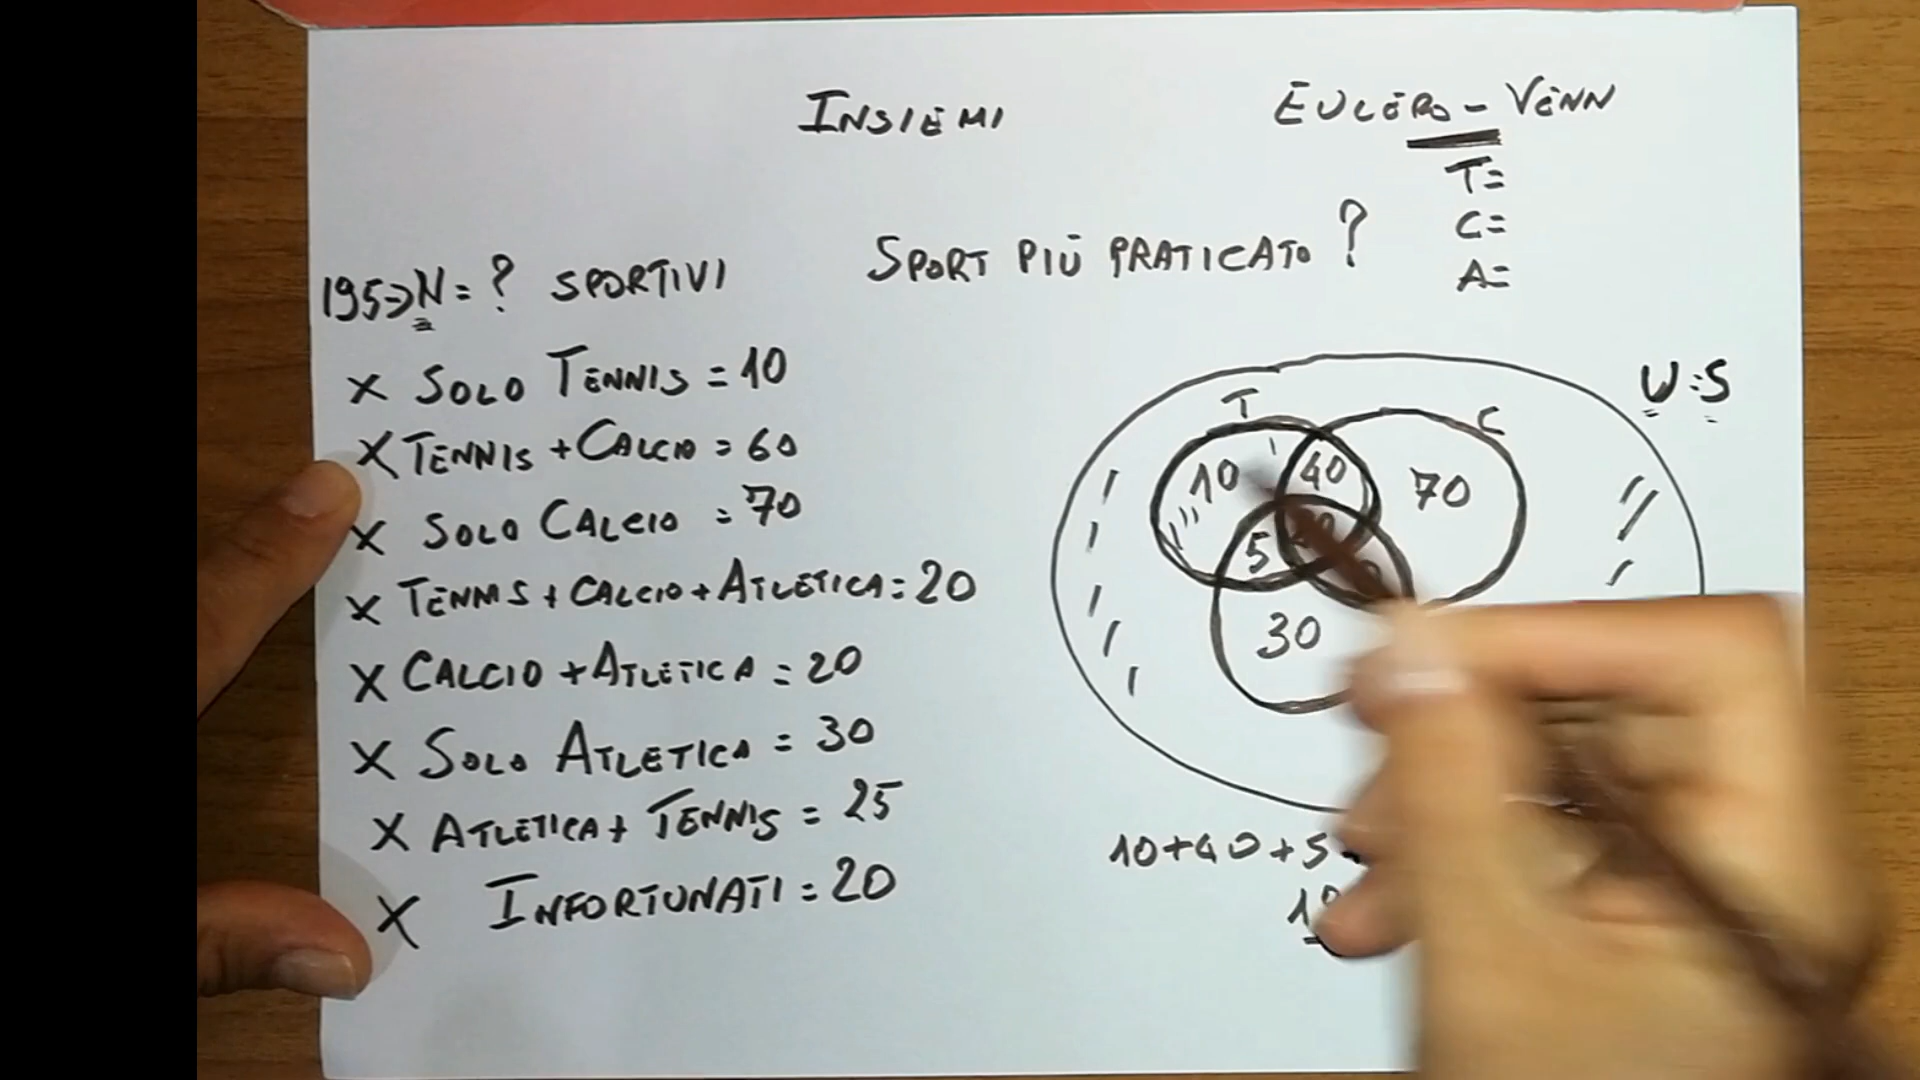 INSIEMI
EULERO - VENN
T=
C=
A=
SPORT PIÙ PRATICATO?
195→N=? SPORTIVI
X SOLO TENNIS = 10
X TENNIS + CALCIO = 60
X SOLO CALCIO = 70
X TENNIS + CALCIO + ATLETICA = 20
X CALCIO + ATLETICA = 20
X SOLO ATLETICA = 30
X ATLETICA + TENNIS = 25
X INFORTUNATI = 20
U=S
T
C
10
40
70
5
30
10+40+5